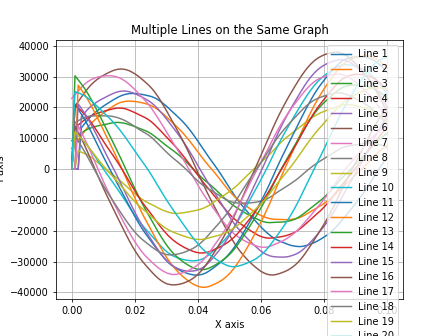 Multiple Lines on the Same Graph
40000
30000
20000
10000
0
−10000
−20000
−30000
−40000
0.00
0.02
0.04
0.06
0.08
X axis
axis
Line 1
Line 2
Line 3
Line 4
Line 5
Line 6
Line 7
Line 8
Line 9
Line 10
Line 11
Line 12
Line 13
Line 14
Line 15
Line 16
Line 17
Line 18
Line 19
Line 20